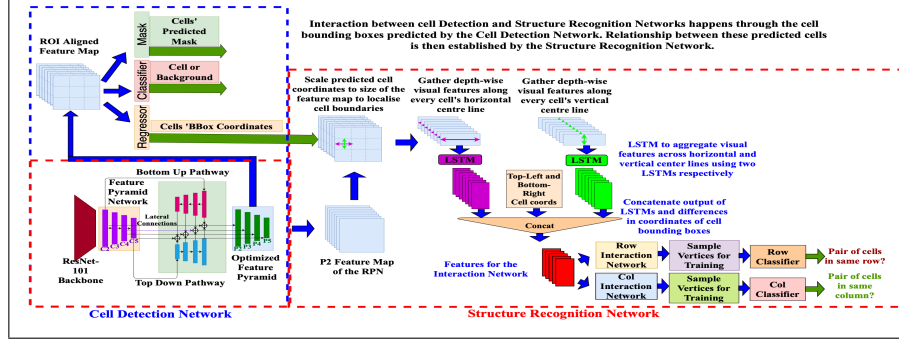 Interaction between cell Detection and Structure Recognition Networks happens through the cell
bounding boxes predicted by the Cell Detection Network. Relationship between these predicted cells
is then established by the Structure Recognition Network.
ROI Aligned
Feature Map
Mask
Cells'
Predicted
Mask
Classifier
Cell or
Background
Regressor
Cells 'BBox Coordinates
Bottom Up Pathway
Feature
Pyramid
Network
Lateral
Connections
C2
C3
C4
C5
P2
P3
P4
P5
ResNet-
101
Backbone
Top Down Pathway
Optimized
Feature
Pyramid
Cell Detection Network
Scale predicted cell
coordinates to size of the
feature map to localise
cell boundaries
Gather depth-wise
visual features along
every cell's horizontal
centre line
Gather depth-wise
visual features along
every cell's vertical
centre line
LSTM
LSTM
LSTM to aggregate visual
features across horizontal and
vertical center lines using two
LSTMs respectively
Top-Left and
Bottom-
Right
Cell coords
Concatenate output of
LSTMs and differences
in coordinates of cell
bounding boxes
Concat
P2 Feature Map
of the RPN
Features for the
Interaction Network
Row
Interaction
Network
Sample
Vertices for
Training
Row
Classifier
Pair of cells
in same row?
Col
Interaction
Network
Sample
Vertices for
Training
Col
Classifier
Pair of cells
in same
column?
Structure Recognition Network